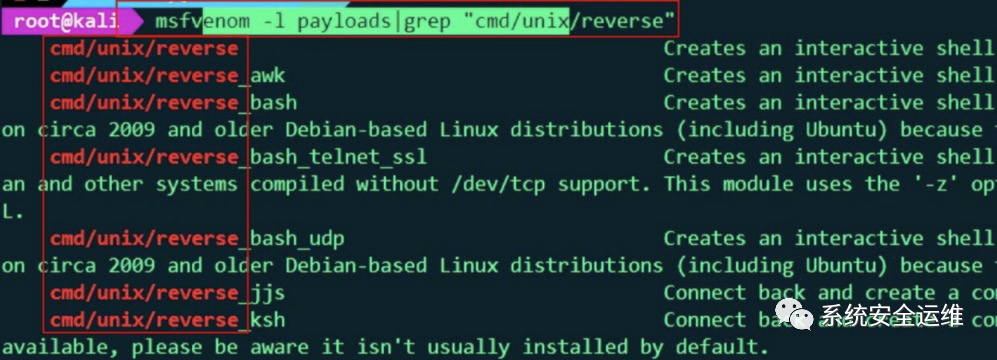 root@kali msfvenom -l payloads|grep "cmd/unix/reverse"
cmd/unix/reverse Creates an interactive shell
cmd/unix/reverse_awk Creates an interactive shell
cmd/unix/reverse_bash Creates an interactive shell
on circa 2009 and older Debian-based Linux distributions (including Ubuntu) because
cmd/unix/reverse_bash_telnet_ssl Creates an interactive shell
an and other systems compiled without /dev/tcp support. This module uses the '-z' op
L.
cmd/unix/reverse_bash_udp Creates an interactive shell
on circa 2009 and older Debian-based Linux distributions (including Ubuntu) because
cmd/unix/reverse_jjs Connect back and create a co
cmd/unix/reverse_ksh Connect back and create a co
系统安全运维
available, please be aware it isn't usually installed by default.